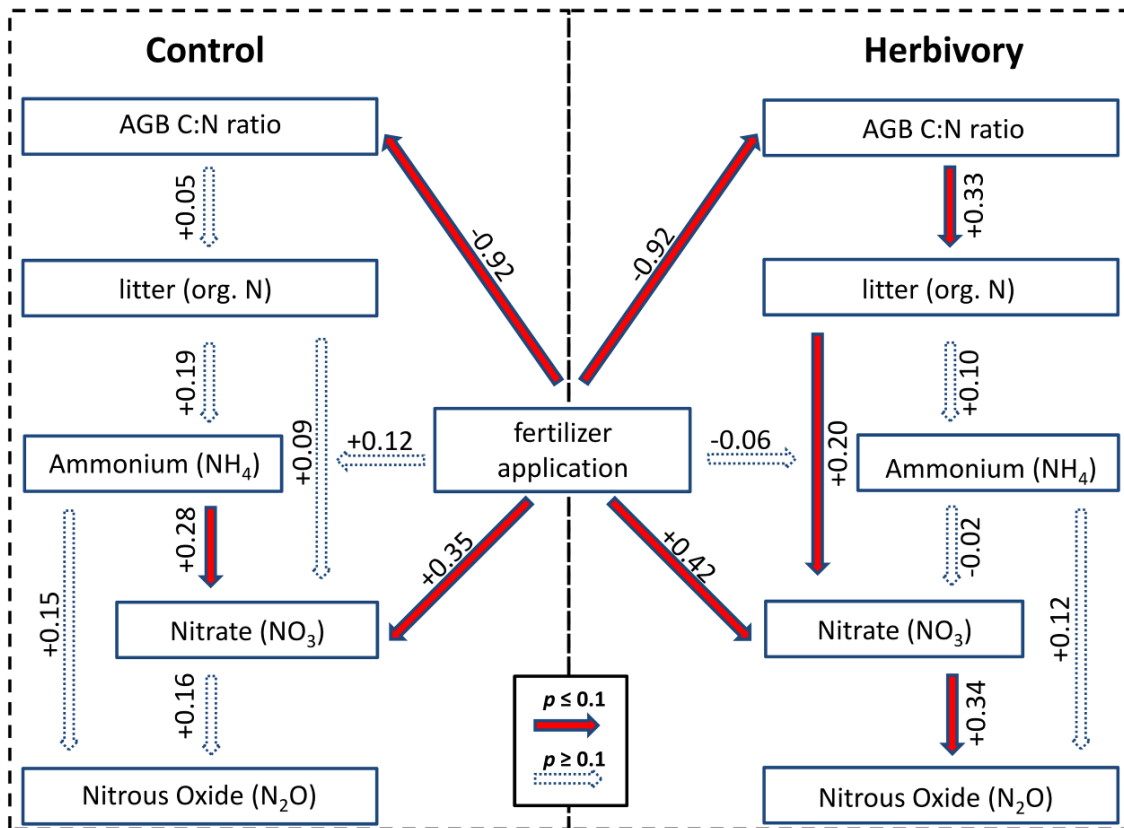 Control
AGB C:N ratio
+0.05
litter (org. N)
+0.19
+0.09
Ammonium (NH₄)
+0.28
+0.15
Nitrate (NO₃)
+0.16
Nitrous Oxide (N₂O)
-0.92
-0.92
fertilizer
application
+0.12
-0.06
+0.35
+0.42
p ≤ 0.1
p ≥ 0.1
Herbivory
AGB C:N ratio
+0.33
litter (org. N)
+0.10
+0.20
Ammonium (NH₄)
-0.02
+0.12
Nitrate (NO₃)
+0.34
Nitrous Oxide (N₂O)